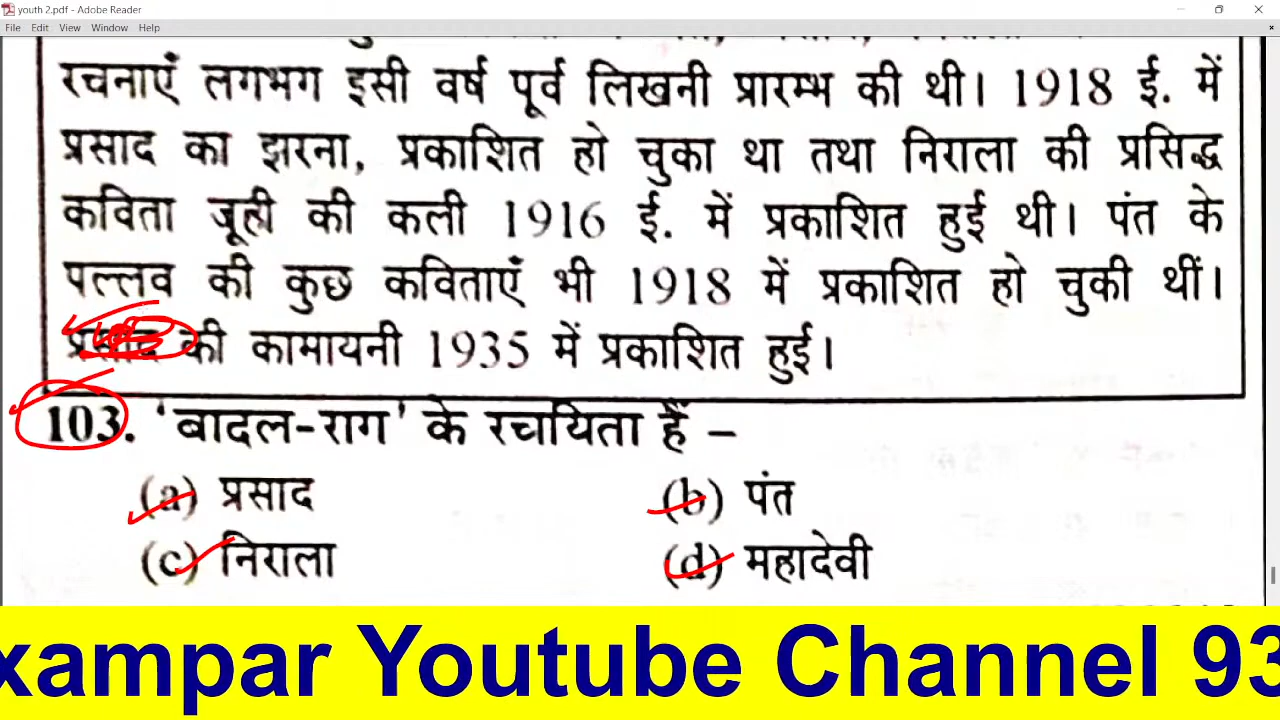 youth 2.pdf - Adobe Reader
File Edit View Window Help
रचनाएँ लगभग इसी वर्ष पूर्व लिखनी प्रारम्भ की थी। 1918 ई. में
प्रसाद का झरना, प्रकाशित हो चुका था तथा निराला की प्रसिद्ध
कविता जूही की कली 1916 ई. में प्रकाशित हुई थी। पंत के
पल्लव की कुछ कविताएँ भी 1918 में प्रकाशित हो चुकी थीं।
प्रसाद की कामायनी 1935 में प्रकाशित हुई।
103. 'बादल-राग' के रचयिता हैं –
(a) प्रसाद (b) पंत
(c) निराला (d) महादेवी
xampar Youtube Channel 93